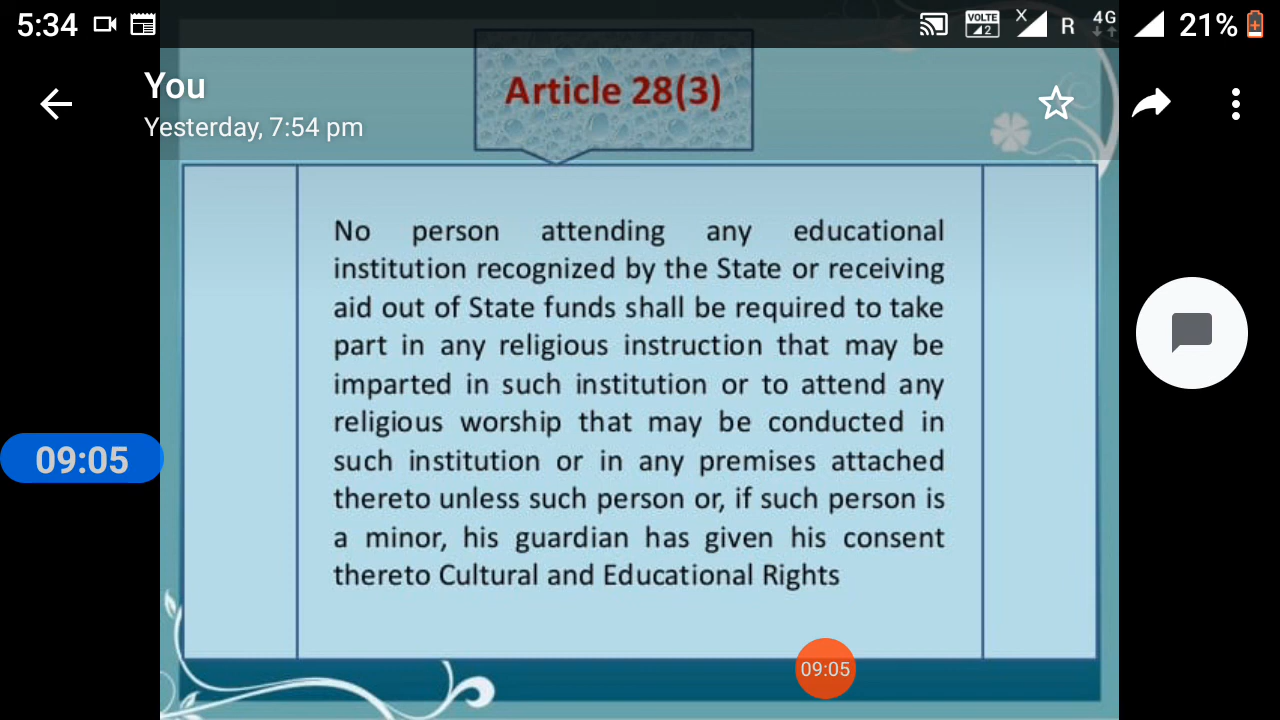 5:34
VOLTE
2
X
R
4G
21%
You
Yesterday, 7:54 pm
Article 28(3)
No person attending any educational
institution recognized by the State or receiving
aid out of State funds shall be required to take
part in any religious instruction that may be
imparted in such institution or to attend any
religious worship that may be conducted in
such institution or in any premises attached
thereto unless such person or, if such person is
a minor, his guardian has given his consent
thereto Cultural and Educational Rights
09:05
09:05